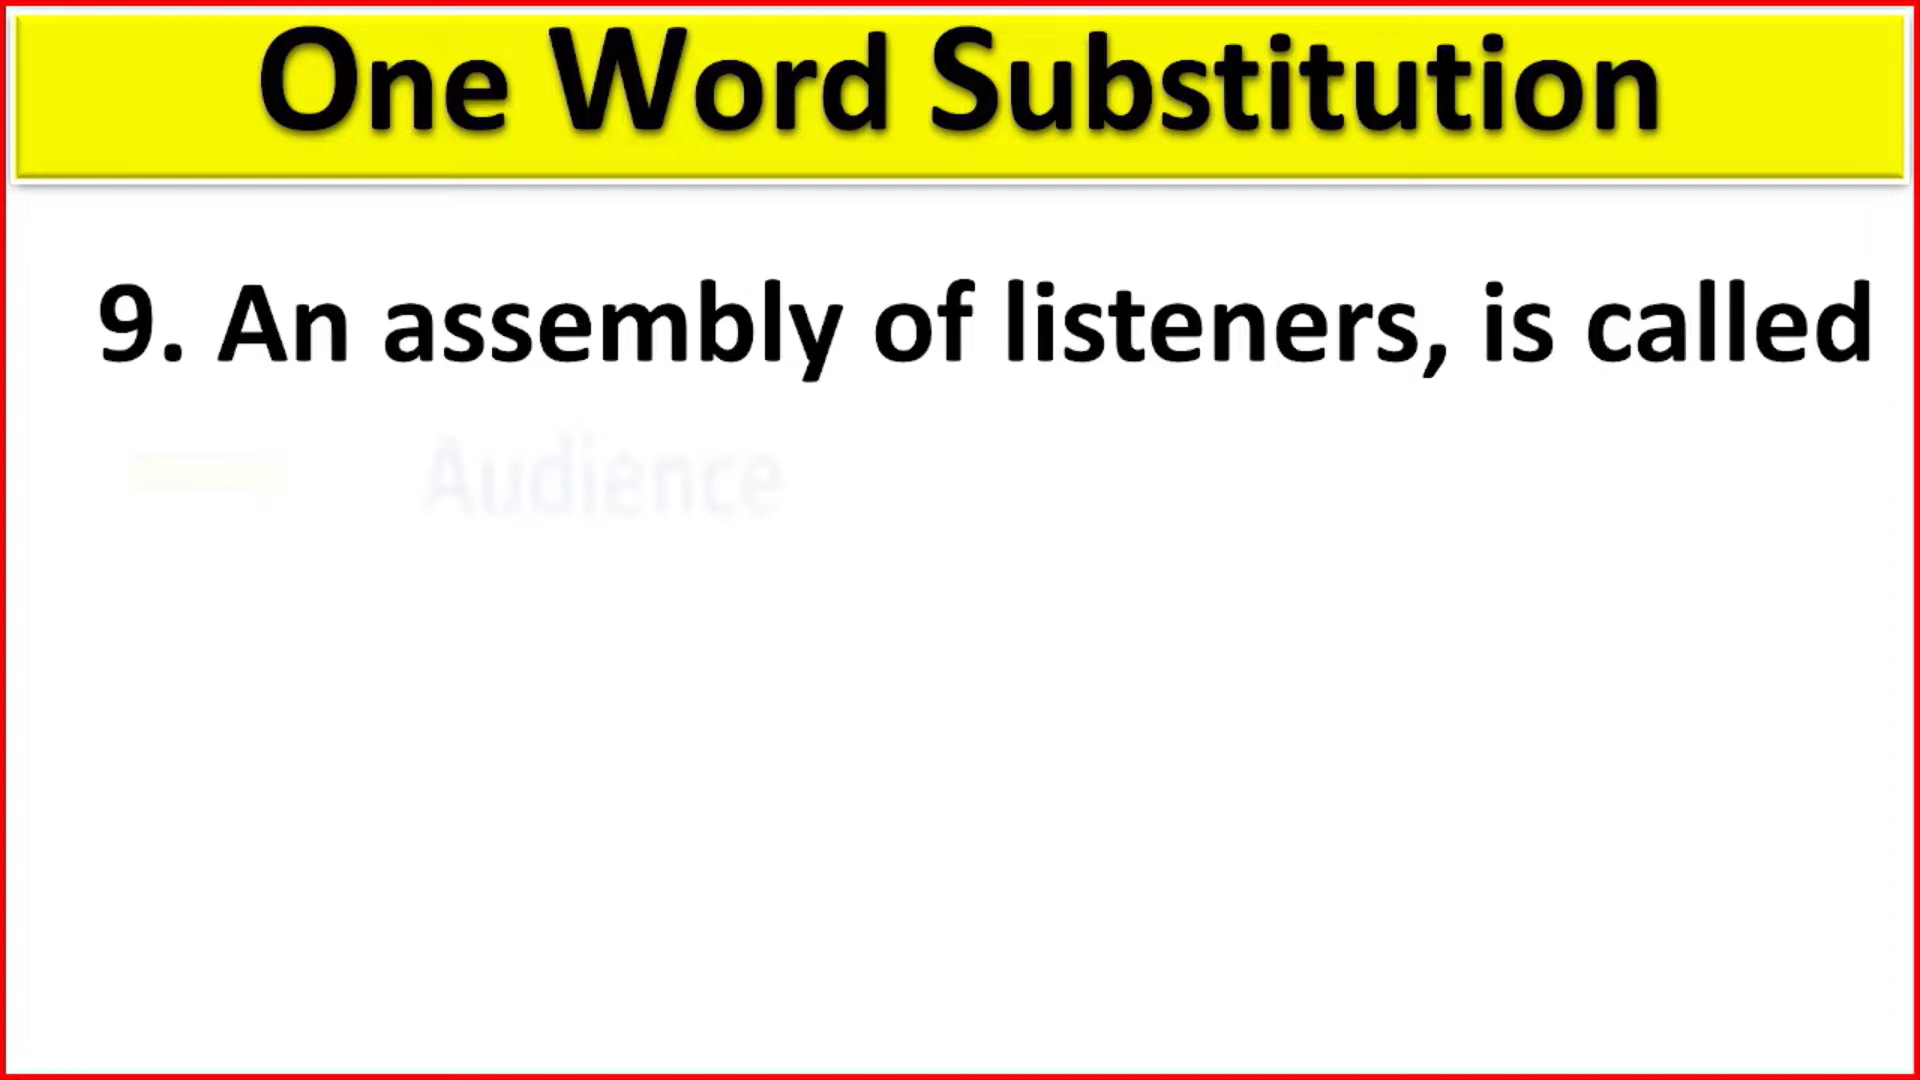 One Word Substitution
9. An assembly of listeners, is called
Audience